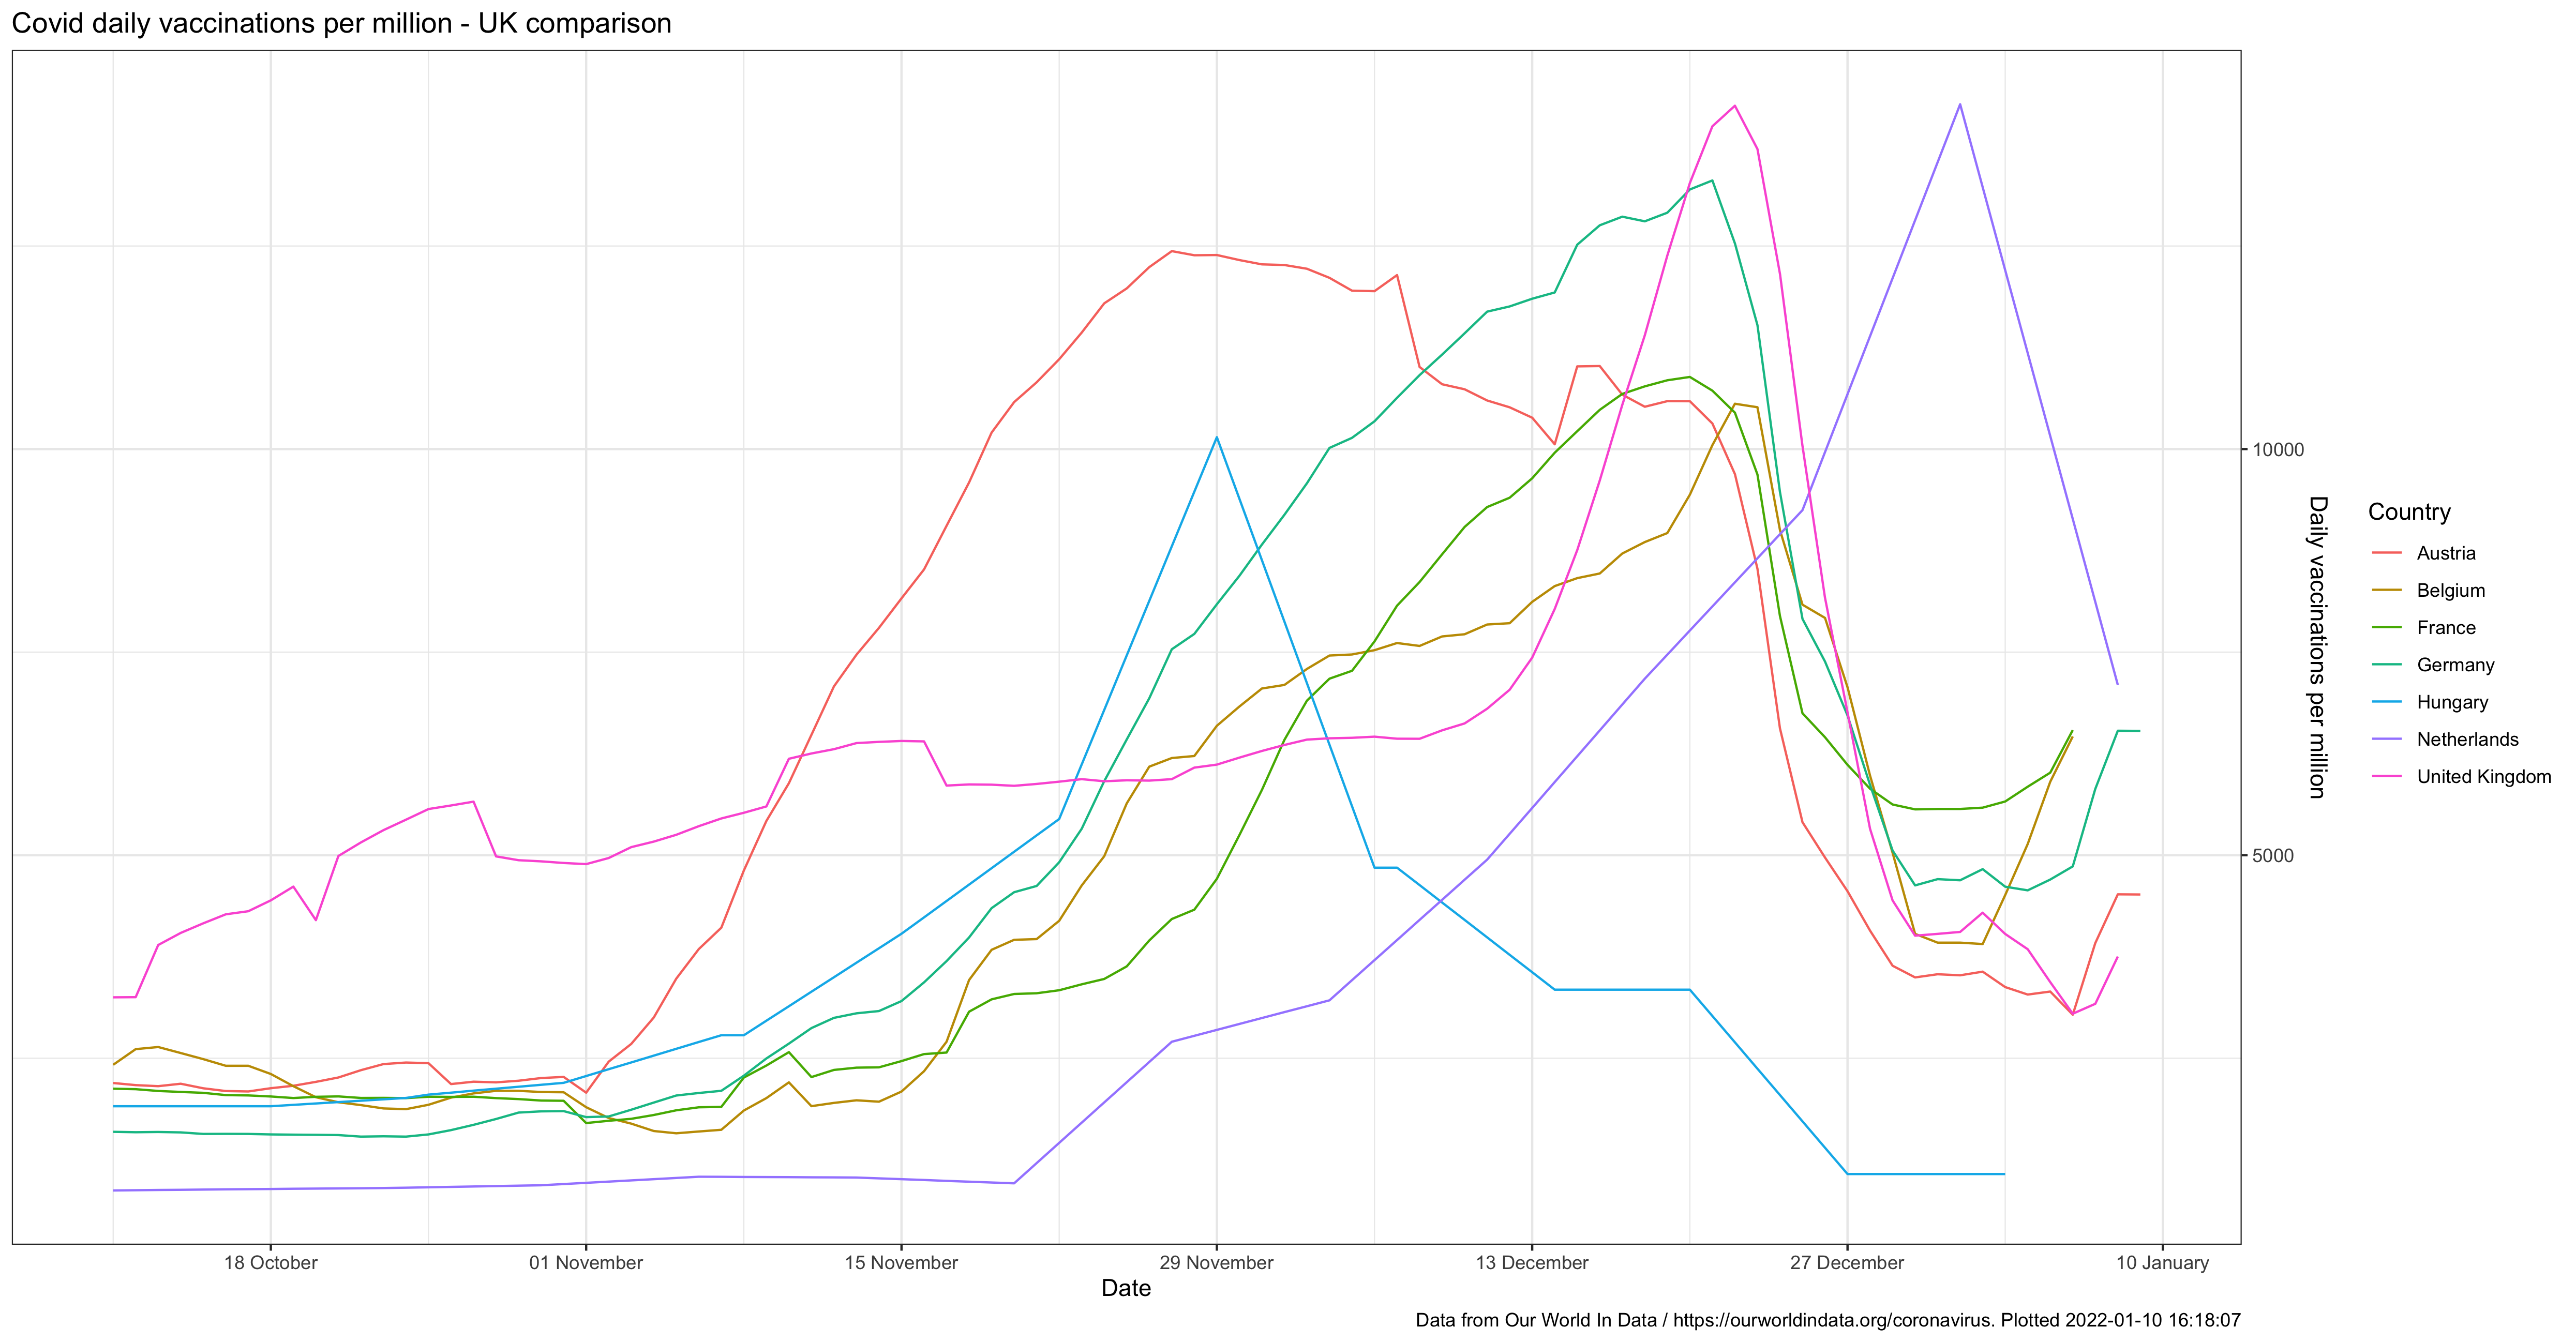 Covid daily vaccinations per million - UK comparison
10000
5000
Daily vaccinations per million
Country
Austria
Belgium
France
Germany
Hungary
Netherlands
United Kingdom
18 October
01 November
15 November
29 November
13 December
27 December
10 January
Date
Data from Our World In Data / https://ourworldindata.org/coronavirus. Plotted 2022-01-10 16:18:07